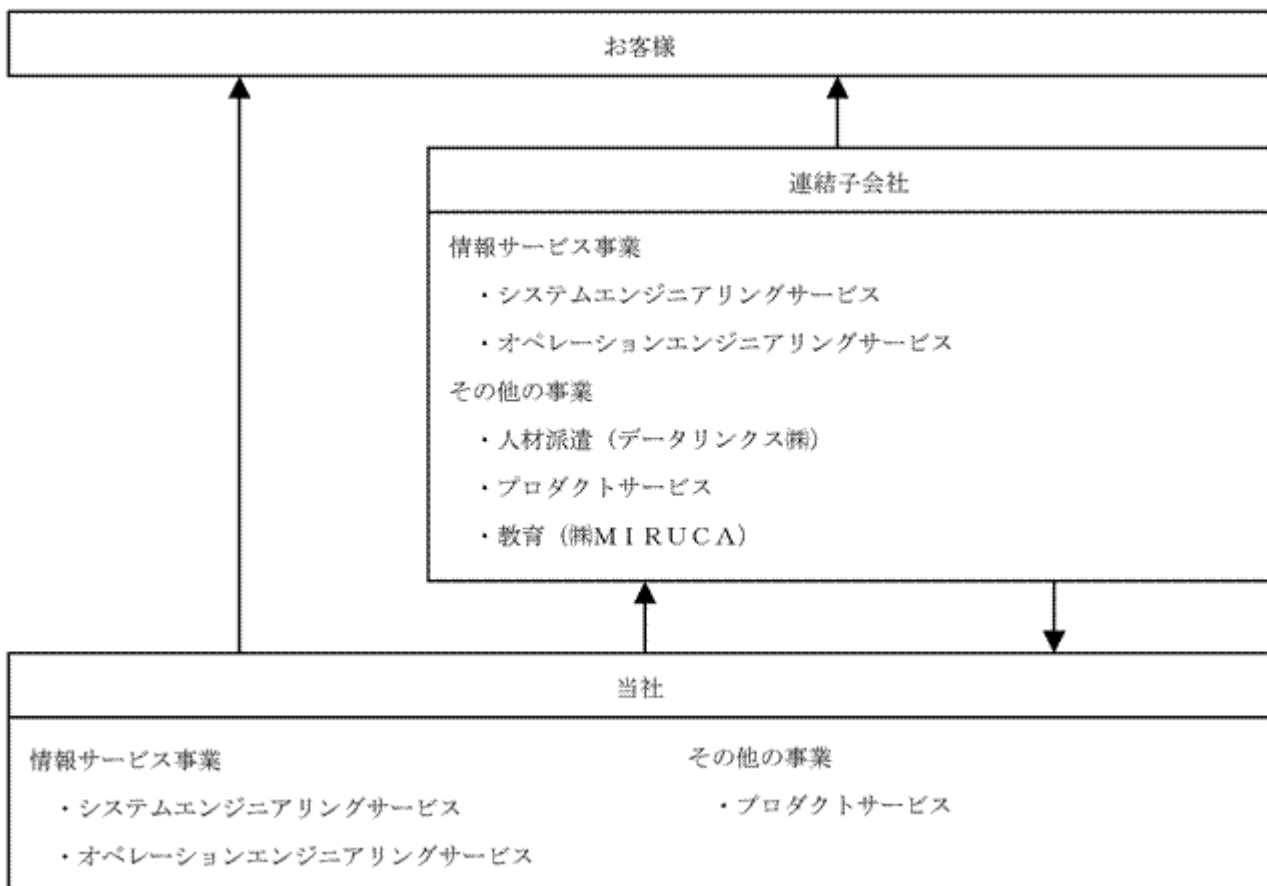 お客様
連結子会社
情報サービス事業
・システムエンジニアリングサービス
・オペレーションエンジニアリングサービス
その他の事業
・人材派遣（データリンクス㈱）
・プロダクトサービス
・教育（㈱ＭＩＲＵＣＡ）
当社
情報サービス事業
・システムエンジニアリングサービス
・オペレーションエンジニアリングサービス
その他の事業
・プロダクトサービス